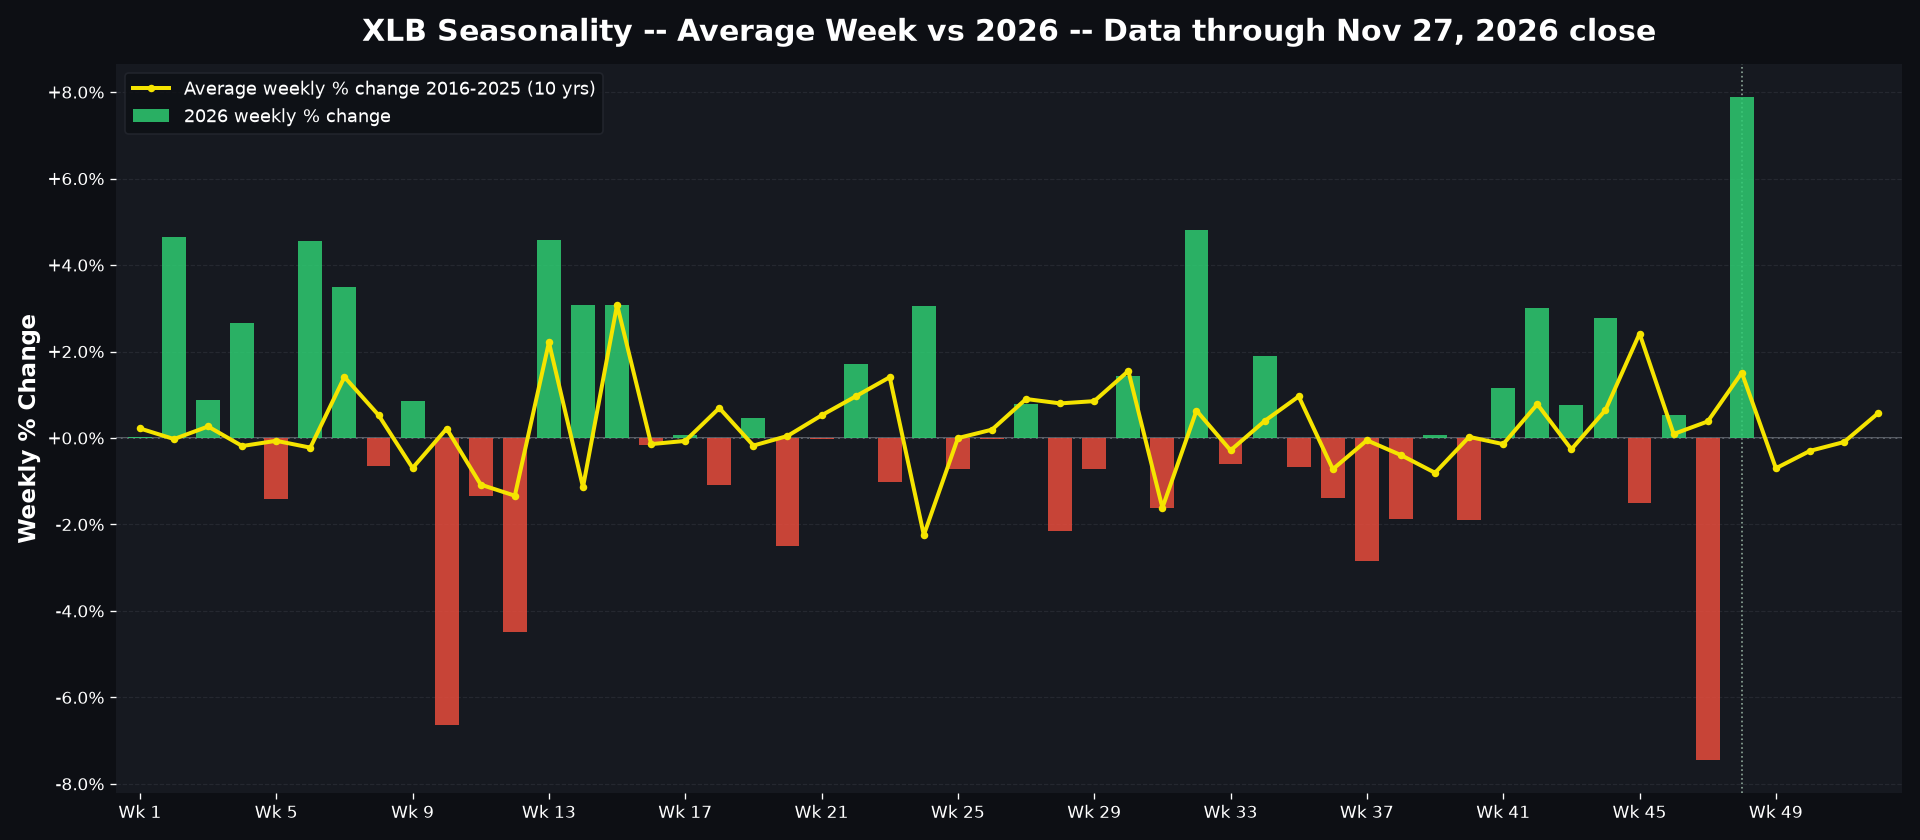 XLB Seasonality -- Average Week vs 2026 -- Data through Nov 27, 2026 close
Average weekly % change 2016-2025 (10 yrs)
2026 weekly % change
Weekly % Change
+8.0%
+6.0%
+4.0%
+2.0%
+0.0%
-2.0%
-4.0%
-6.0%
-8.0%
Wk 1 Wk 5 Wk 9 Wk 13 Wk 17 Wk 21 Wk 25 Wk 29 Wk 33 Wk 37 Wk 41 Wk 45 Wk 49